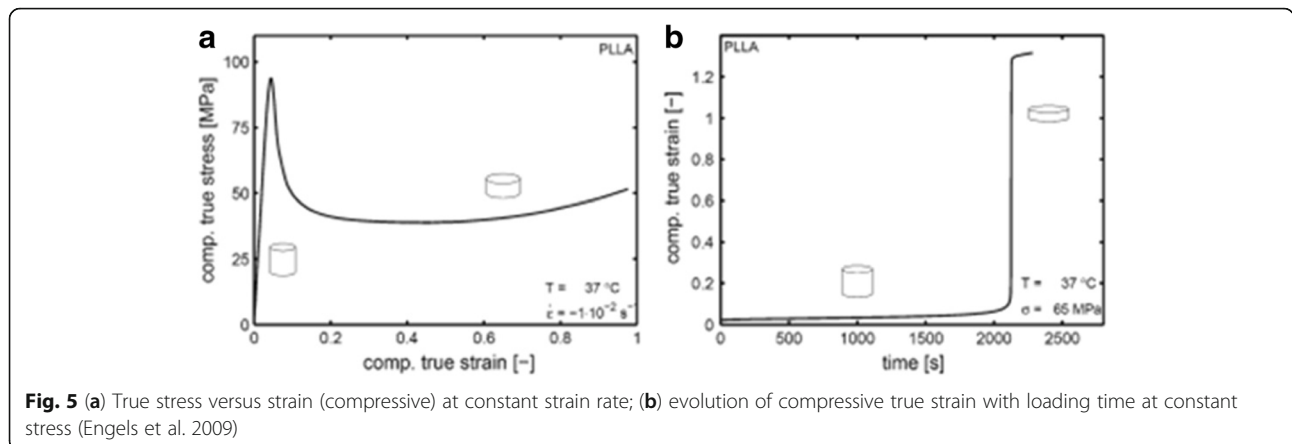 a
PLLA
100
75
50
25
0
comp. true stress [MPa]
T = 37 °C
ε̇ = −1·10⁻² s⁻¹
0 0.2 0.4 0.6 0.8 1
comp. true strain [−]
b
PLLA
1.2
1
0.8
0.6
0.4
0.2
0
comp. true strain [−]
T = 37 °C
σ = 65 MPa
0 500 1000 1500 2000 2500
time [s]
Fig. 5 (a) True stress versus strain (compressive) at constant strain rate; (b) evolution of compressive true strain with loading time at constant
stress (Engels et al. 2009)